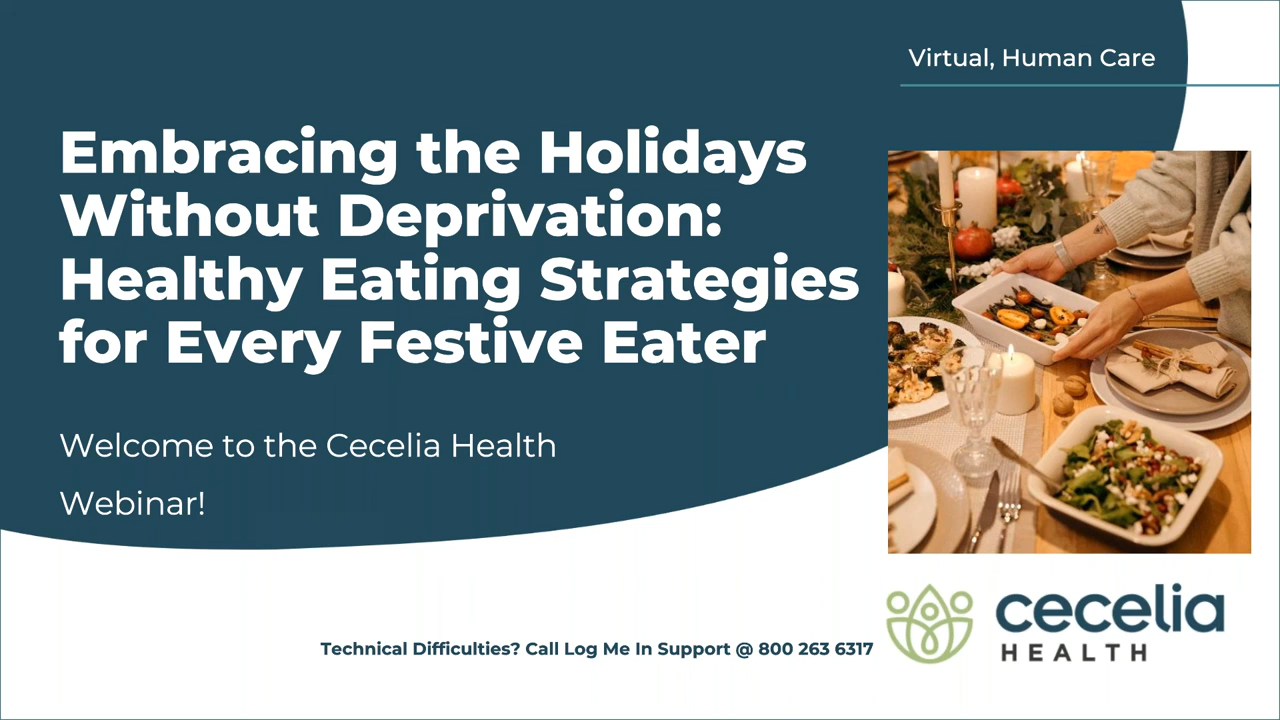 Virtual, Human Care
Embracing the Holidays
Without Deprivation:
Healthy Eating Strategies
for Every Festive Eater
Welcome to the Cecelia Health
Webinar!
Technical Difficulties? Call Log Me In Support @ 800 263 6317
cecelia
HEALTH